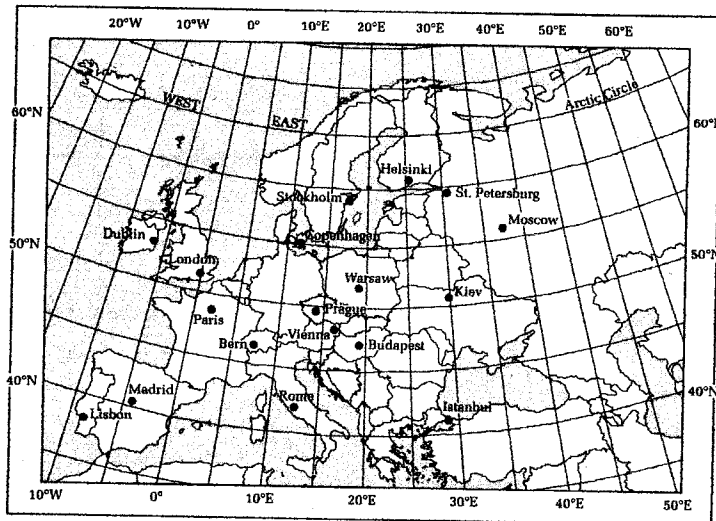 20°W 10°W 0° 10°E 20°E 30°E 40°E 50°E 60°E
Arctic Circle
WEST
EAST
60°N
60°N
Helsinki
Stockholm
St. Petersburg
Moscow
Dublin
Copenhagen
50°N
50°N
London
Warsaw
Kiev
Paris
Prague
Vienna
Bern
Budapest
40°N
40°N
Madrid
Roma
Lisbon
Istanbul
10°W 0° 10°E 20°E 30°E 40°E 50°E